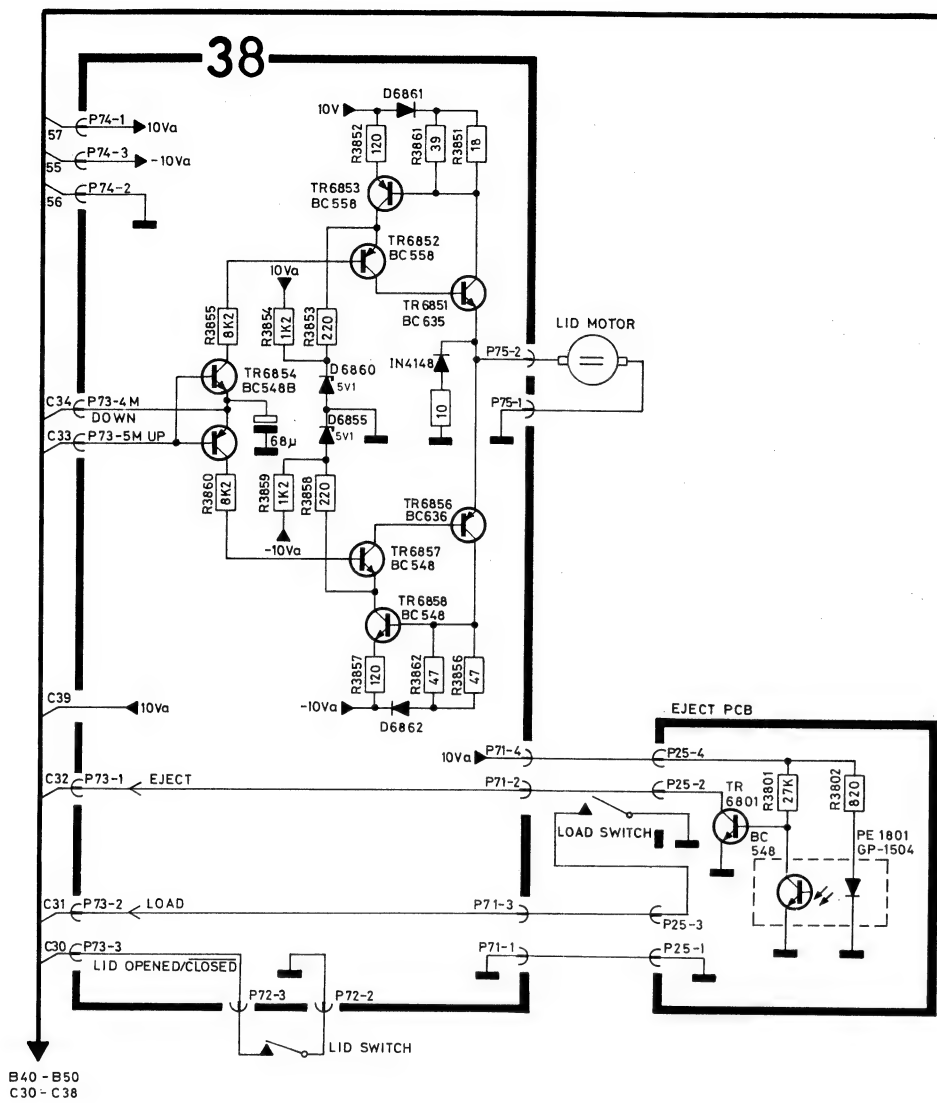 38
57
P74-1
10Va
55
P74-3
-10Va
56
P74-2
10V
D6861
R3852
120
R3861
39
R3851
18
TR6853
BC558
TR6852
BC558
10Va
R3855
8K2
R3854
1K2
R3853
220
TR6851
BC635
LID MOTOR
P75-2
IN4148
10
P75-1
TR6854
BC548B
D6860
5V1
D6855
5V1
68μ
C34
P73-4M
DOWN
C33
P73-5M UP
R3860
8K2
R3859
1K2
R3858
220
-10Va
TR6856
BC636
TR6857
BC548
TR6858
BC548
R3857
120
R3862
47
R3856
47
-10Va
D6862
C39
10Va
EJECT PCB
10Va
P71-4
P25-4
C32
P73-1
EJECT
P71-2
P25-2
LOAD SWITCH
TR
6801
BC
548
R3801
27K
R3802
820
PE1801
GP-1504
C31
P73-2
LOAD
P71-3
P25-3
C30
P73-3
LID OPENED/CLOSED
P71-1
P25-1
P72-3
P72-2
LID SWITCH
B40-B50
C30-C38